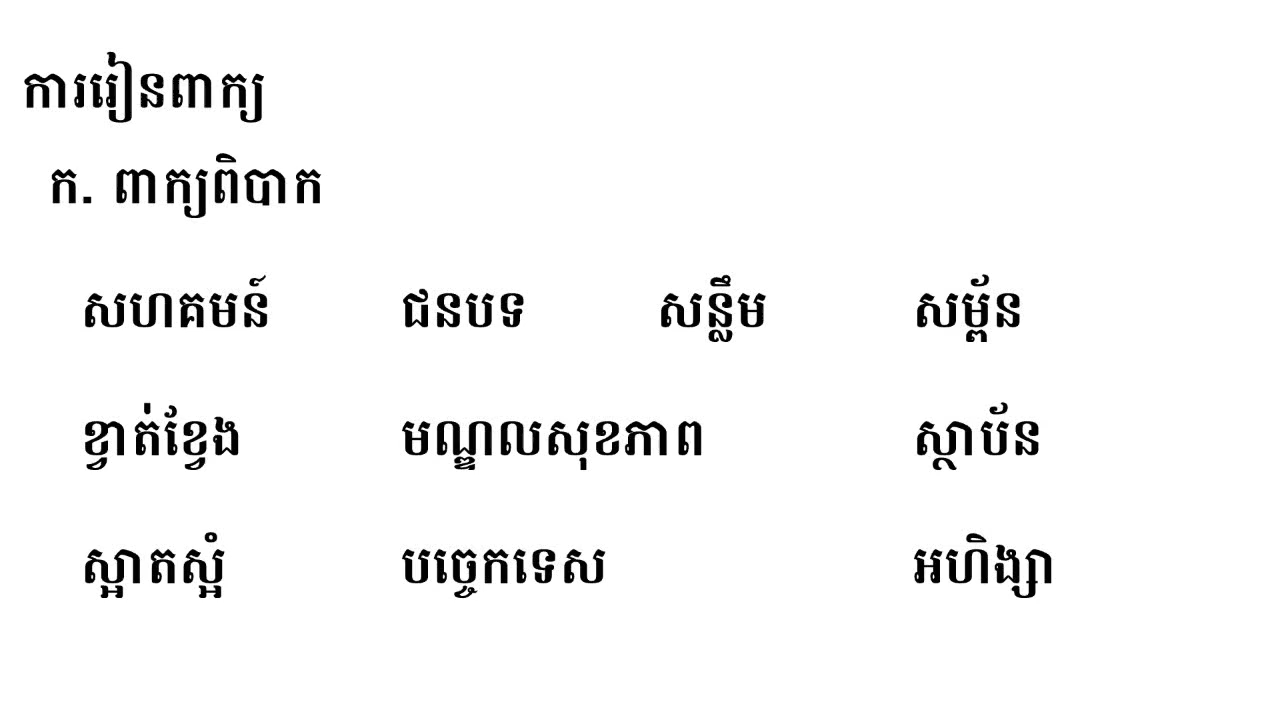 ការរៀនពាក្យ
ក. ពាក្យពិបាក
សហគមន៍ ជនបទ សន្លឹម សម្ព័ន
ខ្វាត់ខ្វែង មណ្ឌលសុខភាព ស្ថាប័ន
ស្អាតស្អំ បច្ចេកទេស អហិង្សា